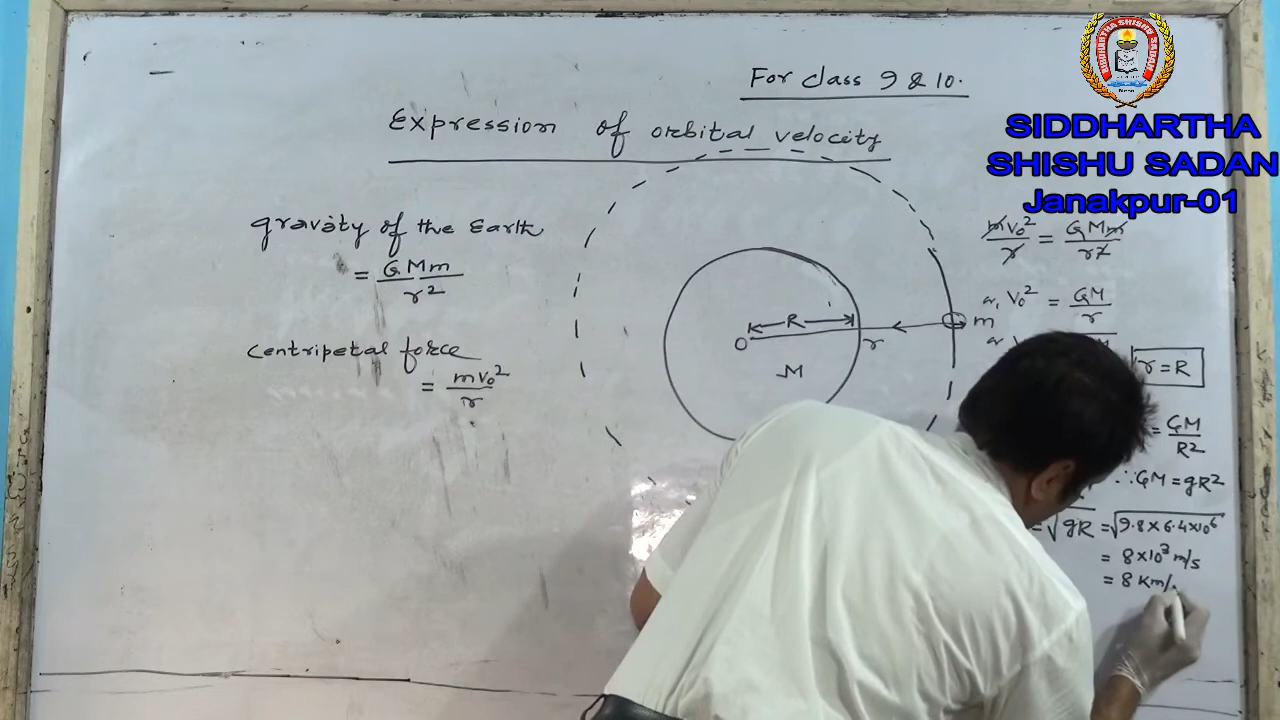 For class 9 & 10.
Expression of orbital velocity
SIDDHARTHA
SHISHU SADAN
Janakpur-01
gravity of the Earth
= GMm/r²
Centripetal force
= mv₀²/r
O
R
M
r
m
mv₀²/r = GMm/r²
a, V₀² = GM/r
r = R
= GM/R²
∴ GM = gR²
= √gR = √9.8×6.4×10⁶
= 8×10³ m/s
= 8 Km/